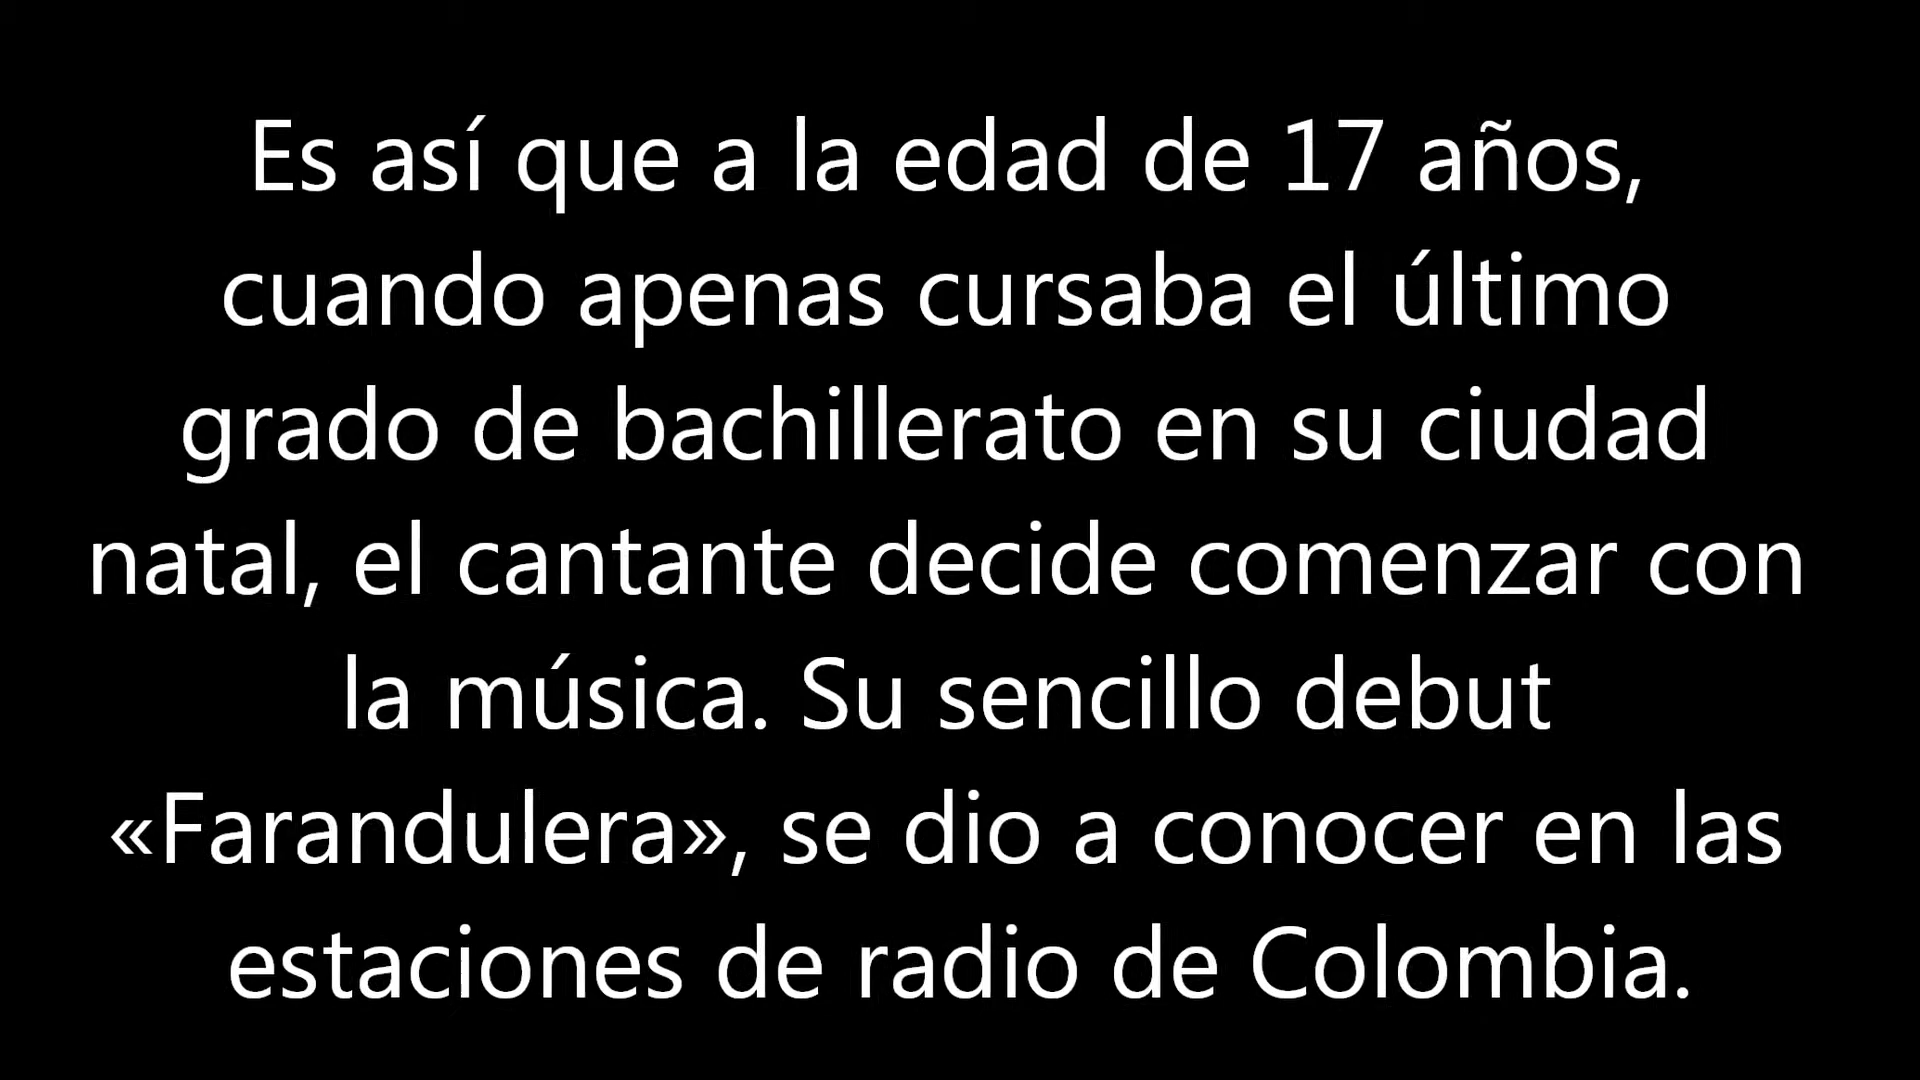 Es así que a la edad de 17 años,
cuando apenas cursaba el último
grado de bachillerato en su ciudad
natal, el cantante decide comenzar con
la música. Su sencillo debut
«Farandulera», se dio a conocer en las
estaciones de radio de Colombia.